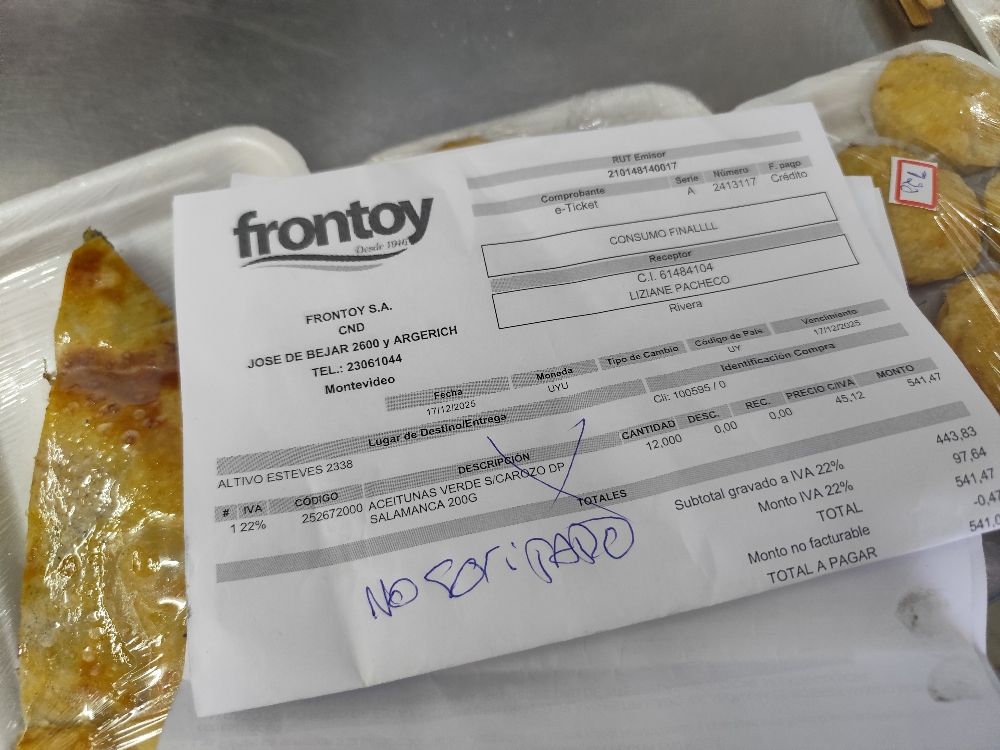 frontoy
Desde 1940
FRONTOY S.A.
CND
JOSE DE BEJAR 2600 y ARGERICH
TEL.: 23061044
Montevideo
RUT Emisor
210148140017
Comprobante Serie Número F. pago
e-Ticket A 2413117 Crédito
CONSUMO FINALLLL
Receptor
C.I. 61484104
LIZIANE PACHECO
Rivera
Fecha Moneda Tipo de Cambio Código de País Vencimiento
17/12/2025 UYU UY 17/12/2025
Lugar de Destino/Entrega Identificación Compra
ALTIVO ESTEVES 2338 Cli: 100595 / 0
# IVA CÓDIGO DESCRIPCIÓN CANTIDAD DESC. REC. PRECIO C/IVA MONTO
1 22% 252672000 ACEITUNAS VERDE S/CAROZO DP 12.000 0,00 0,00 45,12 541,47
SALAMANCA 200G
TOTALES
Subtotal gravado a IVA 22% 443,83
Monto IVA 22% 97,64
TOTAL 541,47
Monto no facturable -0,47
TOTAL A PAGAR 541,0
NO